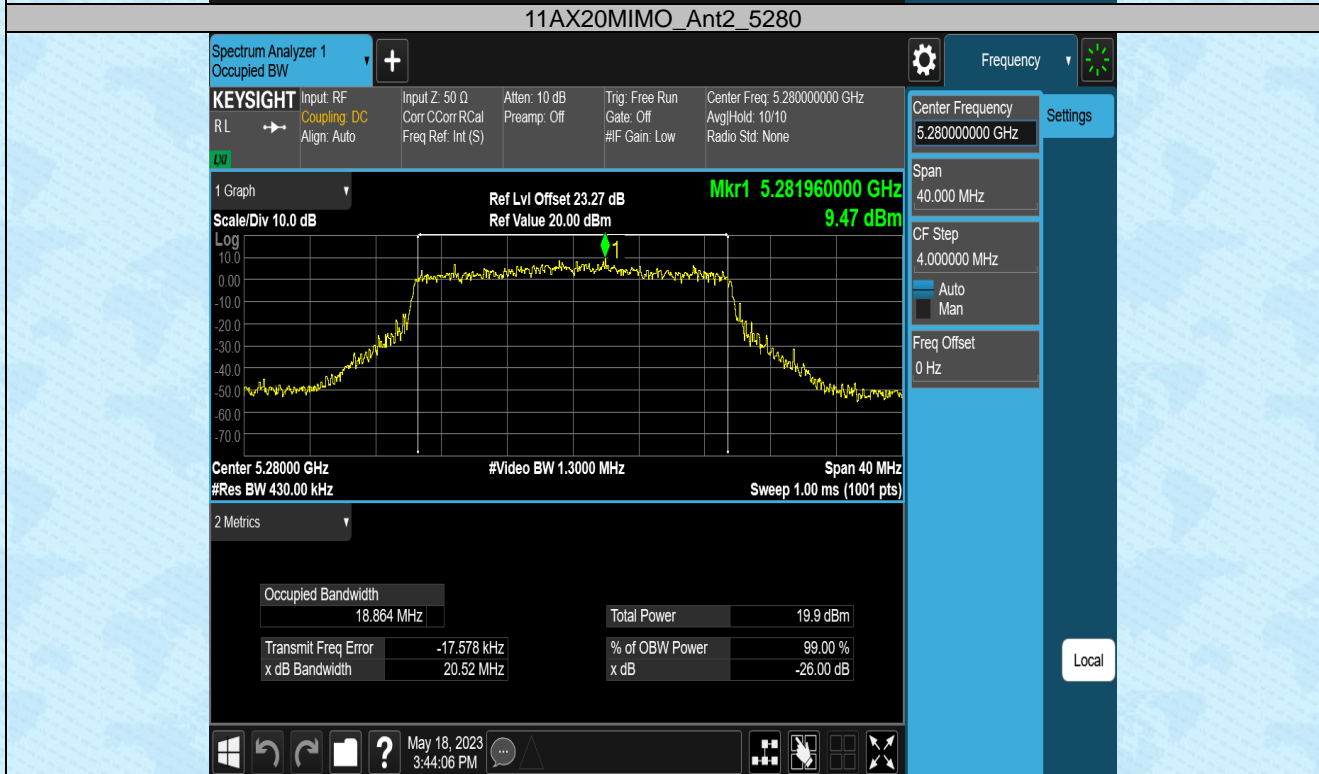 11AX20MIMO_Ant2_5280
Spectrum Analyzer 1
Occupied BW
+
Frequency
KEYSIGHT
RL
LXI
Input: RF
Coupling: DC
Align: Auto
Input Z: 50 Ω
Corr CCorr RCal
Freq Ref: Int (S)
Atten: 10 dB
Preamp: Off
Trig: Free Run
Gate: Off
#IF Gain: Low
Center Freq: 5.280000000 GHz
Avg|Hold: 10/10
Radio Std: None
Center Frequency
5.280000000 GHz
Settings
Span
40.000 MHz
CF Step
4.000000 MHz
Auto
Man
Freq Offset
0 Hz
1 Graph
Scale/Div 10.0 dB
Ref Lvl Offset 23.27 dB
Ref Value 20.00 dBm
Mkr1 5.281960000 GHz
9.47 dBm
Log
1
10.0
0.00
-10.0
-20.0
-30.0
-40.0
-50.0
-60.0
-70.0
Center 5.28000 GHz
#Video BW 1.3000 MHz
Span 40 MHz
#Res BW 430.00 kHz
Sweep 1.00 ms (1001 pts)
2 Metrics
Occupied Bandwidth
18.864 MHz
Total Power 19.9 dBm
Transmit Freq Error -17.578 kHz
% of OBW Power 99.00 %
x dB Bandwidth 20.52 MHz
x dB -26.00 dB
Local
?
May 18, 2023
3:44:06 PM